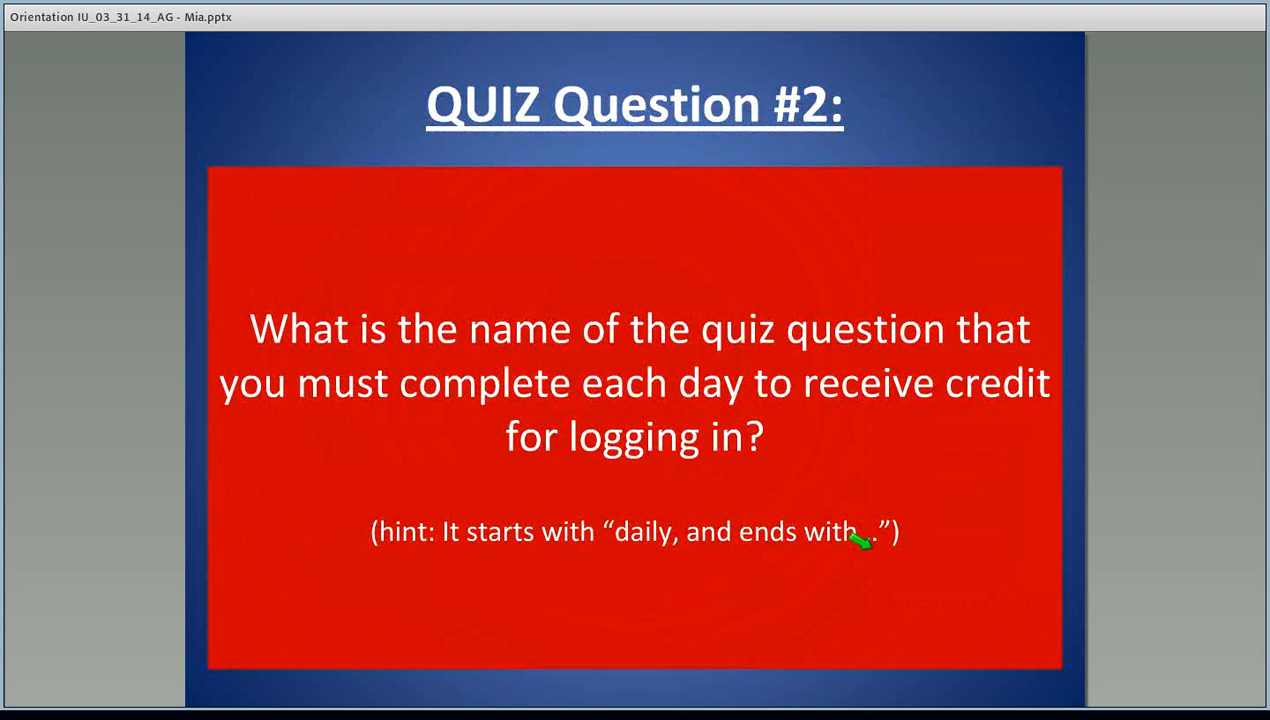 Orientation IU_03_31_14_AG - Mia.pptx
QUIZ Question #2:
What is the name of the quiz question that
you must complete each day to receive credit
for logging in?
(hint: It starts with “daily, and ends with...”)